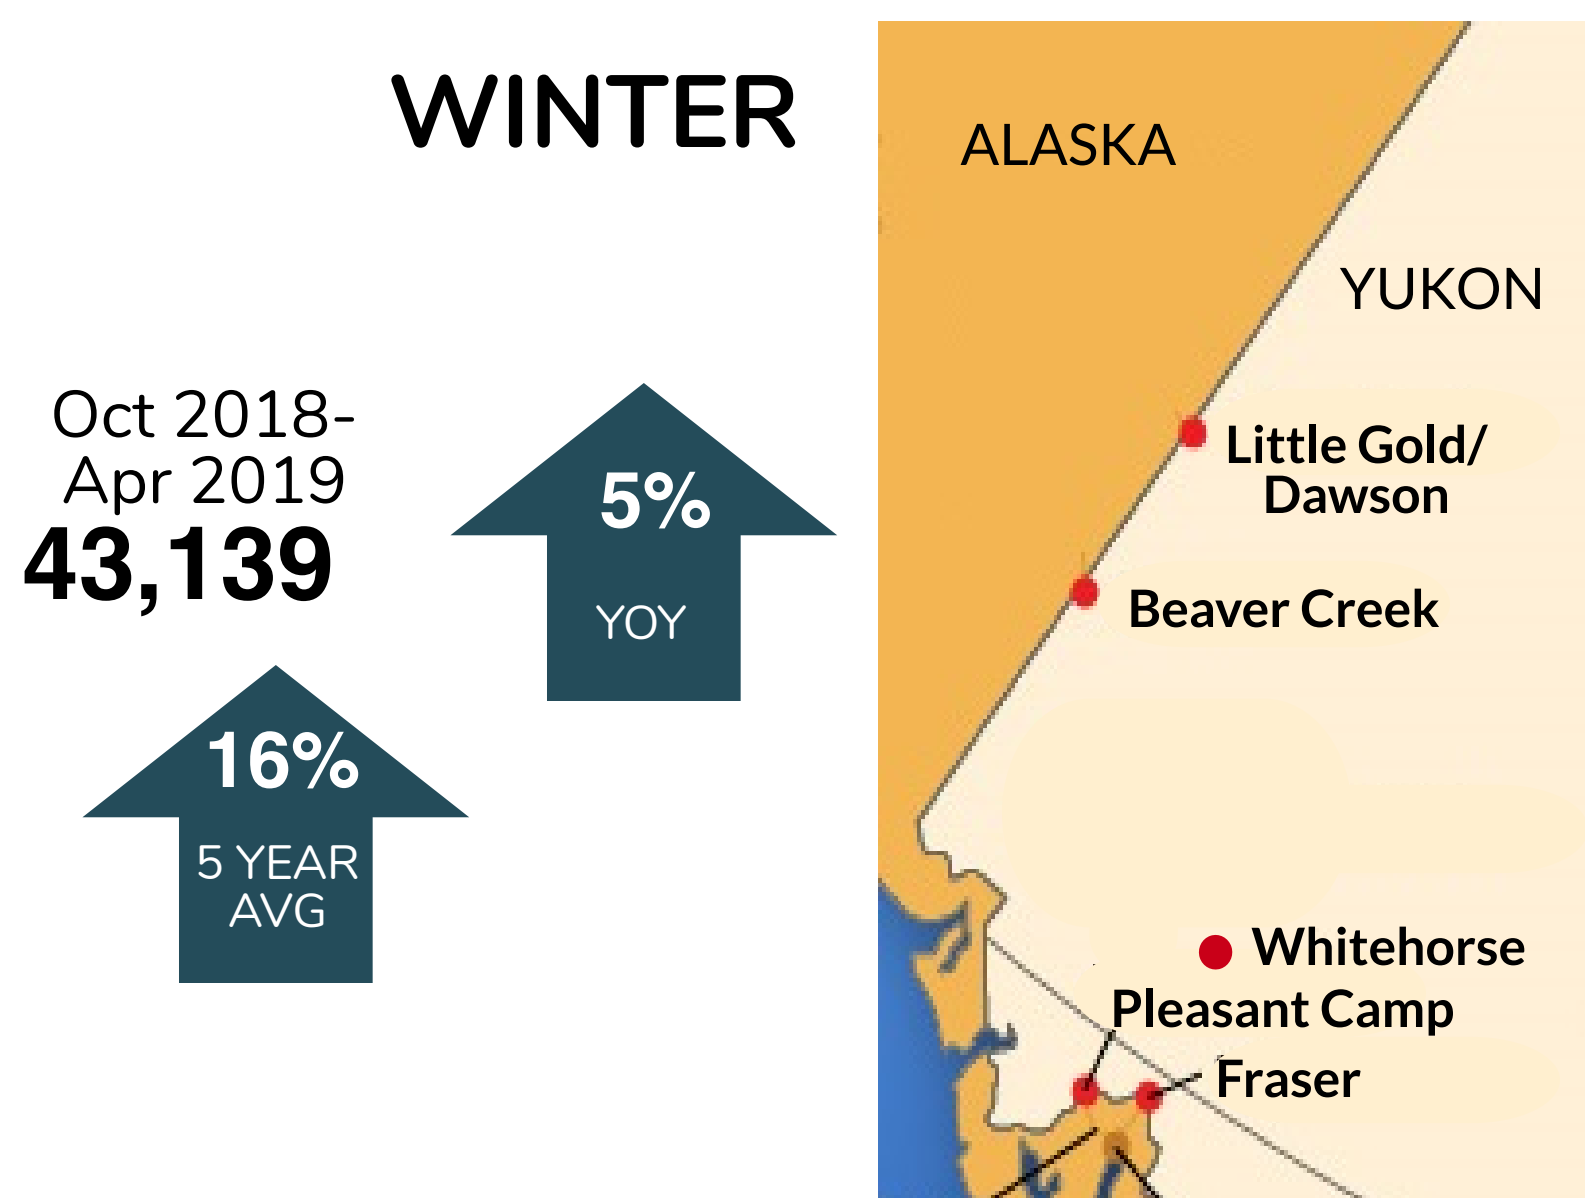 WINTER
Oct 2018-
Apr 2019
43,139
5%
YOY
16%
5 YEAR
AVG
ALASKA
YUKON
Little Gold/
Dawson
Beaver Creek
Whitehorse
Pleasant Camp
Fraser